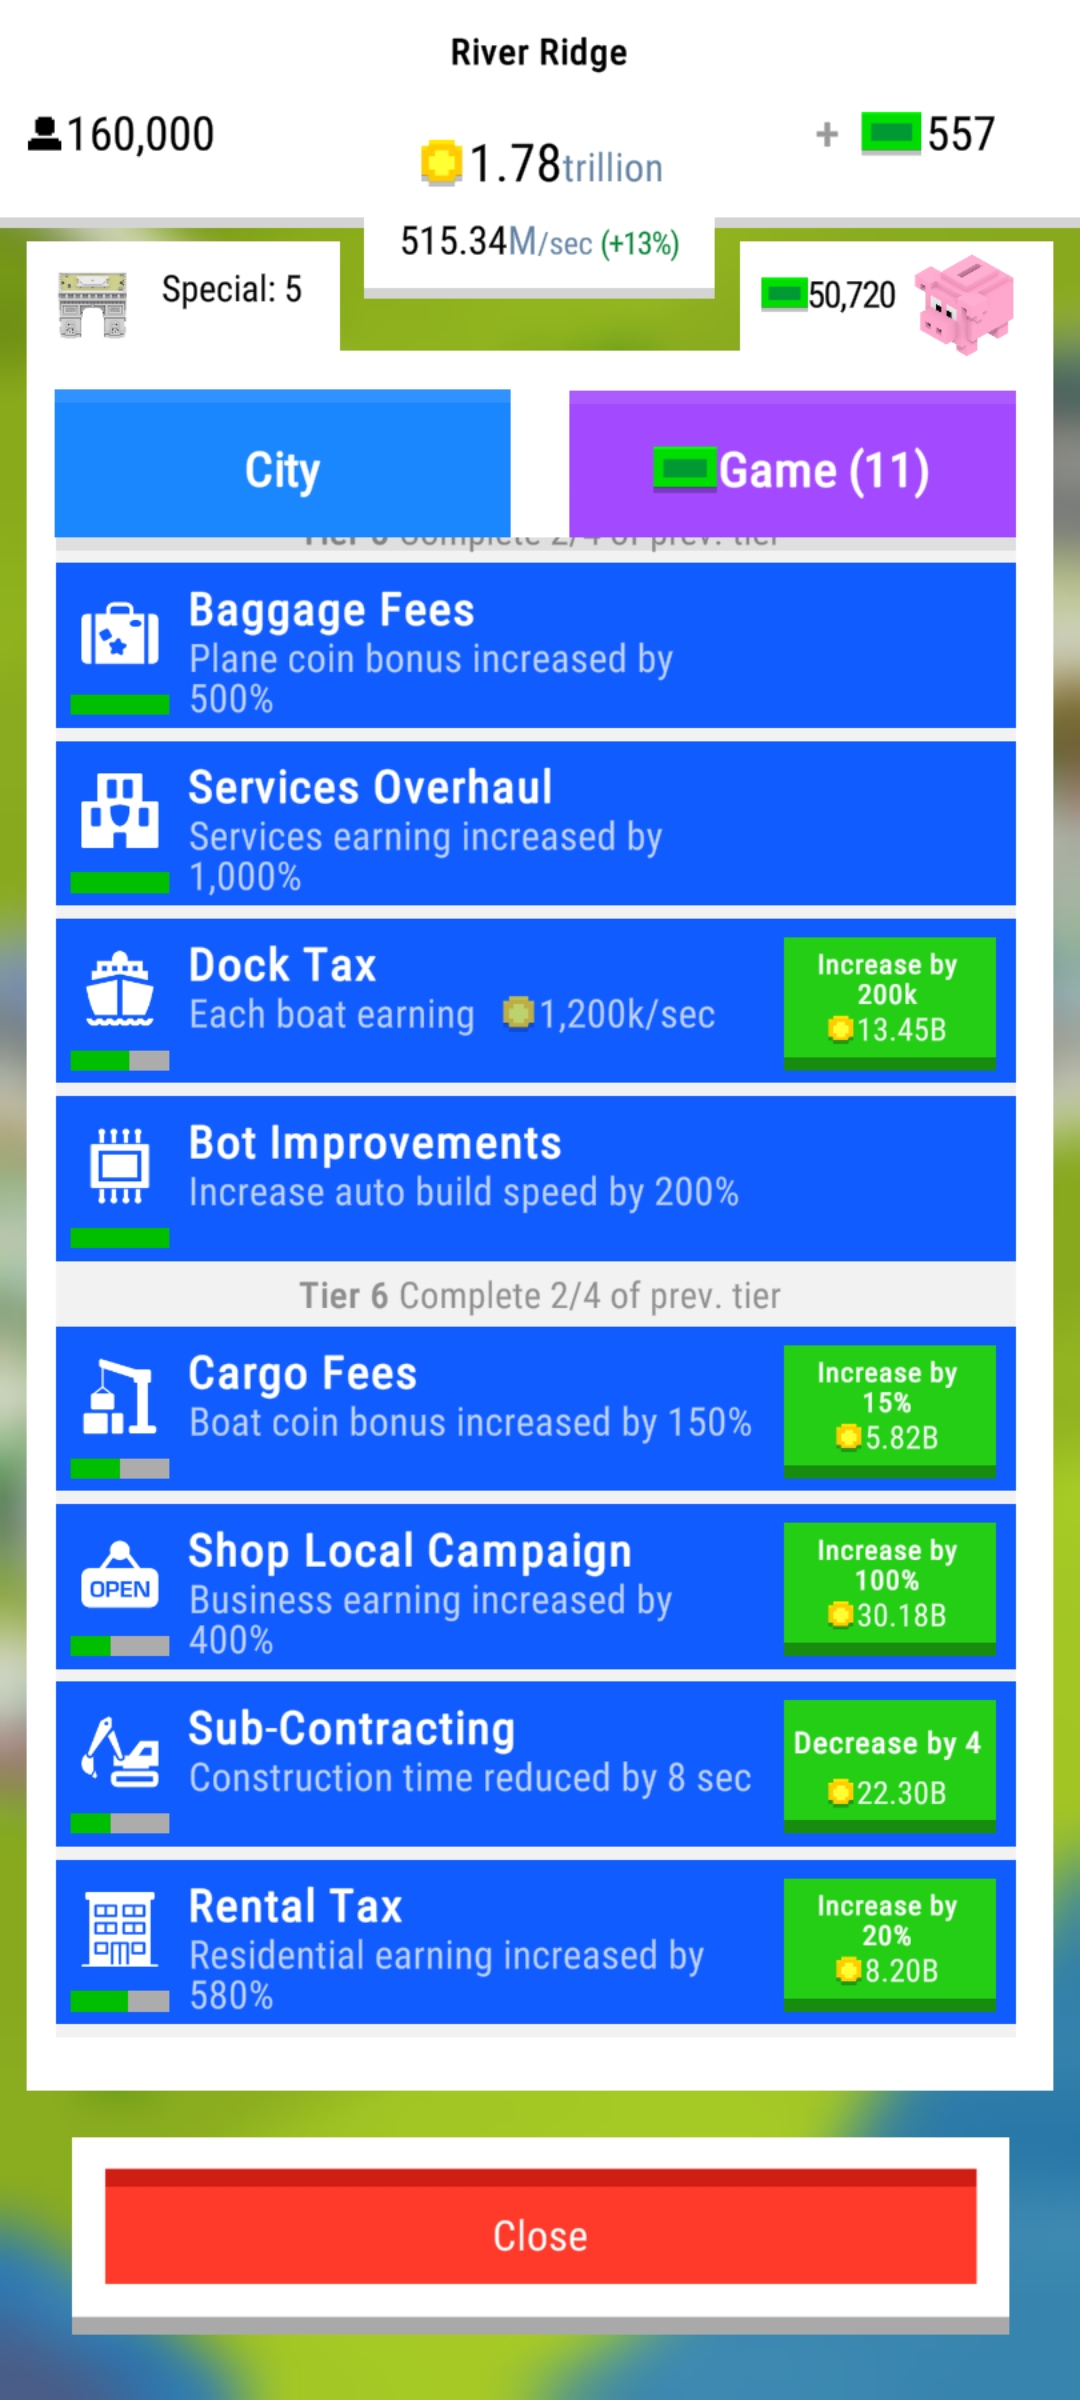 River Ridge
160,000
1.78trillion
+ 557
515.34M/sec (+13%)
Special: 5
50,720
City
Game (11)
Complete 2/4 of prev. tier
Baggage Fees
Plane coin bonus increased by
500%
Services Overhaul
Services earning increased by
1,000%
Dock Tax
Each boat earning 1,200k/sec
Increase by
200k
13.45B
Bot Improvements
Increase auto build speed by 200%
Tier 6 Complete 2/4 of prev. tier
Cargo Fees
Boat coin bonus increased by 150%
Increase by
15%
5.82B
OPEN
Shop Local Campaign
Business earning increased by
400%
Increase by
100%
30.18B
Sub-Contracting
Construction time reduced by 8 sec
Decrease by 4
22.30B
Rental Tax
Residential earning increased by
580%
Increase by
20%
8.20B
Close